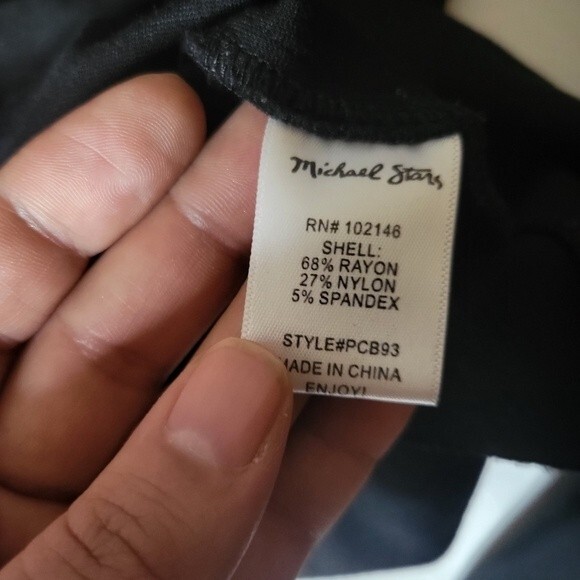 Michael Stars
RN# 102146
SHELL:
68% RAYON
27% NYLON
5% SPANDEX
STYLE#PCB93
MADE IN CHINA
ENJOY!